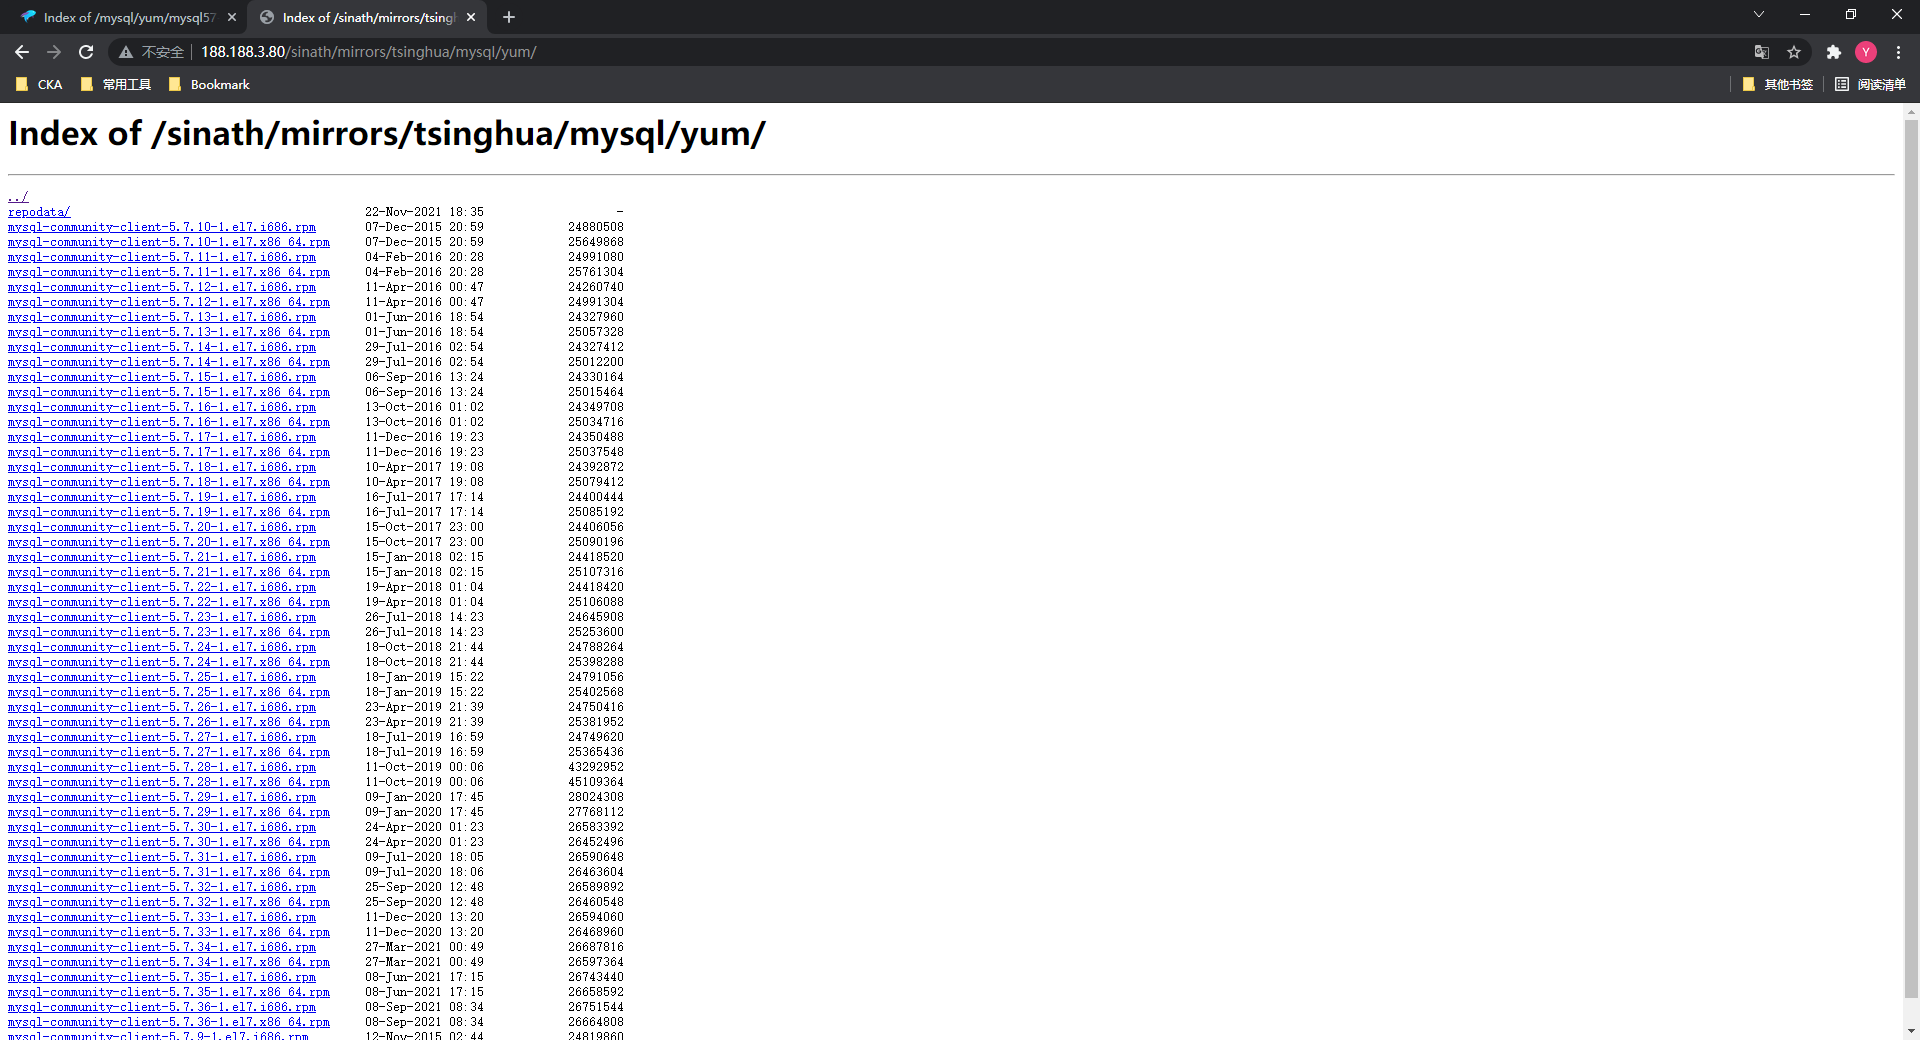 Index of /mysql/yum/mysql57
Index of /sinath/mirrors/tsing
不安全 188.188.3.80/sinath/mirrors/tsinghua/mysql/yum/
Y
CKA 常用工具 Bookmark 其他书签 阅读清单
Index of /sinath/mirrors/tsinghua/mysql/yum/
../
repodata/ 22-Nov-2021 18:35 -
mysql-community-client-5.7.10-1.el7.i686.rpm 07-Dec-2015 20:59 24880508
mysql-community-client-5.7.10-1.el7.x86_64.rpm 07-Dec-2015 20:59 25649868
mysql-community-client-5.7.11-1.el7.i686.rpm 04-Feb-2016 20:28 24991080
mysql-community-client-5.7.11-1.el7.x86_64.rpm 04-Feb-2016 20:28 25761304
mysql-community-client-5.7.12-1.el7.i686.rpm 11-Apr-2016 00:47 24260740
mysql-community-client-5.7.12-1.el7.x86_64.rpm 11-Apr-2016 00:47 24991304
mysql-community-client-5.7.13-1.el7.i686.rpm 01-Jun-2016 18:54 24327960
mysql-community-client-5.7.13-1.el7.x86_64.rpm 01-Jun-2016 18:54 25057328
mysql-community-client-5.7.14-1.el7.i686.rpm 29-Jul-2016 02:54 24327412
mysql-community-client-5.7.14-1.el7.x86_64.rpm 29-Jul-2016 02:54 25012200
mysql-community-client-5.7.15-1.el7.i686.rpm 06-Sep-2016 13:24 24330164
mysql-community-client-5.7.15-1.el7.x86_64.rpm 06-Sep-2016 13:24 25015464
mysql-community-client-5.7.16-1.el7.i686.rpm 13-Oct-2016 01:02 24349708
mysql-community-client-5.7.16-1.el7.x86_64.rpm 13-Oct-2016 01:02 25034716
mysql-community-client-5.7.17-1.el7.i686.rpm 11-Dec-2016 19:23 24350488
mysql-community-client-5.7.17-1.el7.x86_64.rpm 11-Dec-2016 19:23 25037548
mysql-community-client-5.7.18-1.el7.i686.rpm 10-Apr-2017 19:08 24392872
mysql-community-client-5.7.18-1.el7.x86_64.rpm 10-Apr-2017 19:08 25079412
mysql-community-client-5.7.19-1.el7.i686.rpm 16-Jul-2017 17:14 24400444
mysql-community-client-5.7.19-1.el7.x86_64.rpm 16-Jul-2017 17:14 25085192
mysql-community-client-5.7.20-1.el7.i686.rpm 15-Oct-2017 23:00 24406056
mysql-community-client-5.7.20-1.el7.x86_64.rpm 15-Oct-2017 23:00 25090196
mysql-community-client-5.7.21-1.el7.i686.rpm 15-Jan-2018 02:15 24418520
mysql-community-client-5.7.21-1.el7.x86_64.rpm 15-Jan-2018 02:15 25107316
mysql-community-client-5.7.22-1.el7.i686.rpm 19-Apr-2018 01:04 24418420
mysql-community-client-5.7.22-1.el7.x86_64.rpm 19-Apr-2018 01:04 25106088
mysql-community-client-5.7.23-1.el7.i686.rpm 26-Jul-2018 14:23 24645908
mysql-community-client-5.7.23-1.el7.x86_64.rpm 26-Jul-2018 14:23 25253600
mysql-community-client-5.7.24-1.el7.i686.rpm 18-Oct-2018 21:44 24788264
mysql-community-client-5.7.24-1.el7.x86_64.rpm 18-Oct-2018 21:44 25398288
mysql-community-client-5.7.25-1.el7.i686.rpm 18-Jan-2019 15:22 24791056
mysql-community-client-5.7.25-1.el7.x86_64.rpm 18-Jan-2019 15:22 25402568
mysql-community-client-5.7.26-1.el7.i686.rpm 23-Apr-2019 21:39 24750416
mysql-community-client-5.7.26-1.el7.x86_64.rpm 23-Apr-2019 21:39 25381952
mysql-community-client-5.7.27-1.el7.i686.rpm 18-Jul-2019 16:59 24749620
mysql-community-client-5.7.27-1.el7.x86_64.rpm 18-Jul-2019 16:59 25365436
mysql-community-client-5.7.28-1.el7.i686.rpm 11-Oct-2019 00:06 43292952
mysql-community-client-5.7.28-1.el7.x86_64.rpm 11-Oct-2019 00:06 45109364
mysql-community-client-5.7.29-1.el7.i686.rpm 09-Jan-2020 17:45 28024308
mysql-community-client-5.7.29-1.el7.x86_64.rpm 09-Jan-2020 17:45 27768112
mysql-community-client-5.7.30-1.el7.i686.rpm 24-Apr-2020 01:23 26583392
mysql-community-client-5.7.30-1.el7.x86_64.rpm 24-Apr-2020 01:23 26452496
mysql-community-client-5.7.31-1.el7.i686.rpm 09-Jul-2020 18:05 26590648
mysql-community-client-5.7.31-1.el7.x86_64.rpm 09-Jul-2020 18:06 26463604
mysql-community-client-5.7.32-1.el7.i686.rpm 25-Sep-2020 12:48 26589892
mysql-community-client-5.7.32-1.el7.x86_64.rpm 25-Sep-2020 12:48 26460548
mysql-community-client-5.7.33-1.el7.i686.rpm 11-Dec-2020 13:20 26594060
mysql-community-client-5.7.33-1.el7.x86_64.rpm 11-Dec-2020 13:20 26468960
mysql-community-client-5.7.34-1.el7.i686.rpm 27-Mar-2021 00:49 26687816
mysql-community-client-5.7.34-1.el7.x86_64.rpm 27-Mar-2021 00:49 26597364
mysql-community-client-5.7.35-1.el7.i686.rpm 08-Jun-2021 17:15 26743440
mysql-community-client-5.7.35-1.el7.x86_64.rpm 08-Jun-2021 17:15 26658592
mysql-community-client-5.7.36-1.el7.i686.rpm 08-Sep-2021 08:34 26751544
mysql-community-client-5.7.36-1.el7.x86_64.rpm 08-Sep-2021 08:34 26664808
mysql-community-client-5.7.9-1.el7.i686.rpm 12-Nov-2015 02:44 24819860